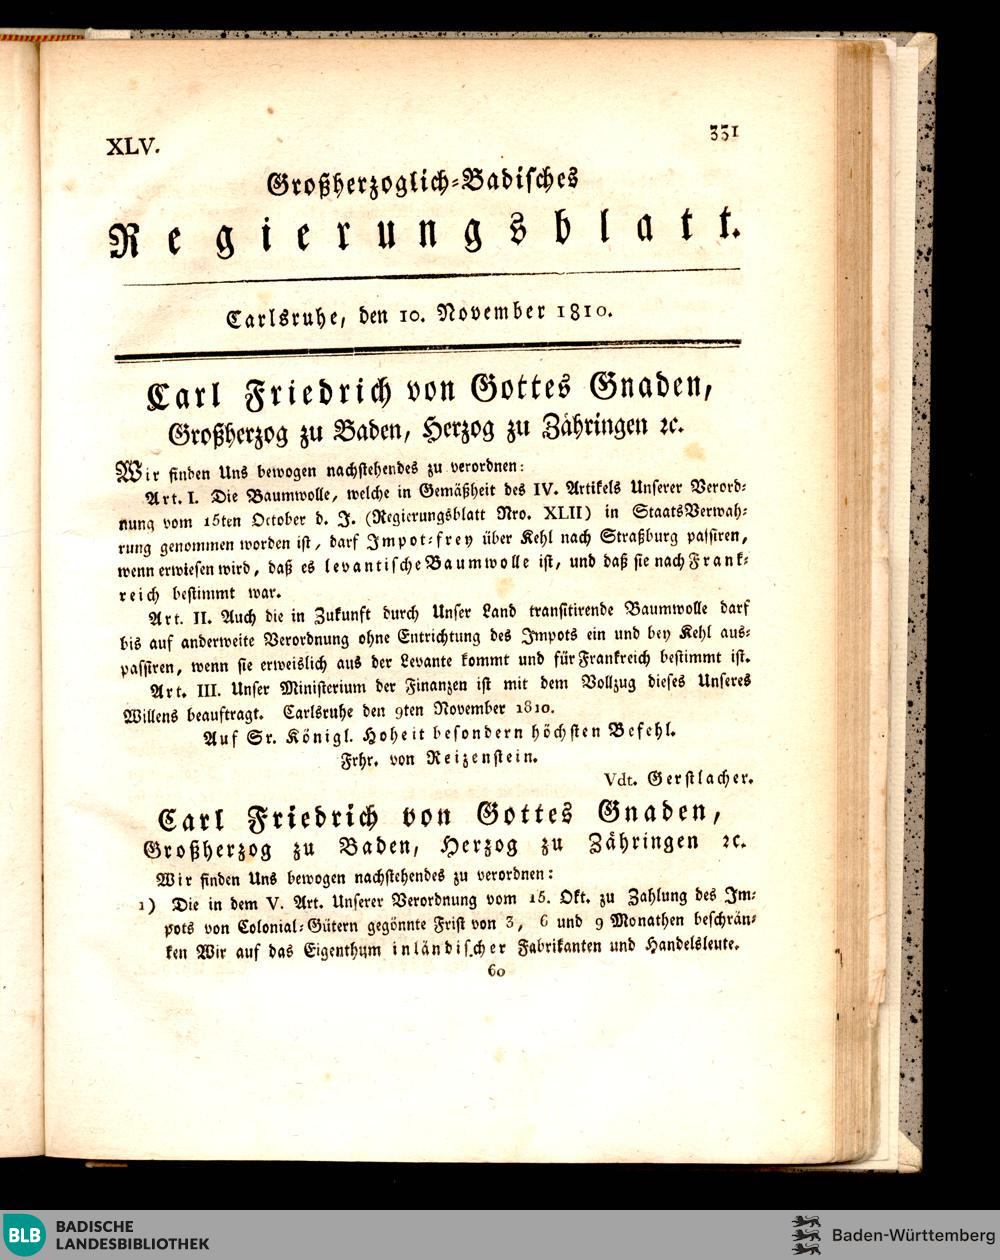 XLV.
331
Großherzoglich-Badisches
Regierungsblatt.
Carlsruhe, den 10. November 1810.
Carl Friedrich von Gottes Gnaden,
Großherzog zu Baden, Herzog zu Zähringen ꝛc.
Wir finden Uns bewogen nachstehendes zu verordnen:
Art. I. Die Baumwolle, welche in Gemäßheit des IV. Artikels Unserer Verord-
nung vom 15ten October d. J. (Regierungsblatt Nro. XLII) in StaatsVerwah-
rung genommen worden ist, darf Impot-frey über Kehl nach Straßburg passiren,
wenn erwiesen wird, daß es levantische Baumwolle ist, und daß sie nach Frank-
reich bestimmt war.
Art. II. Auch die in Zukunft durch Unser Land transitirende Baumwolle darf
bis auf anderweite Verordnung ohne Entrichtung des Impots ein und bey Kehl aus-
passiren, wenn sie erweislich aus der Levante kommt und für Frankreich bestimmt ist.
Art. III. Unser Ministerium der Finanzen ist mit dem Vollzug dieses Unseres
Willens beauftragt. Carlsruhe den 9ten November 1810.
Auf Sr. Königl. Hoheit besondern höchsten Befehl.
Frhr. von Reizenstein.
Vdt. Gerstlacher.
Carl Friedrich von Gottes Gnaden,
Großherzog zu Baden, Herzog zu Zähringen ꝛc.
Wir finden Uns bewogen nachstehendes zu verordnen:
1) Die in dem V. Art. Unserer Verordnung vom 15. Okt. zu Zahlung des Im-
pots von Colonial-Gütern gegönnte Frist von 3, 6 und 9 Monathen beschrän-
ken Wir auf das Eigenthum inländischer Fabrikanten und Handelsleute.
60
BLB
BADISCHE
LANDESBIBLIOTHEK
Baden-Württemberg